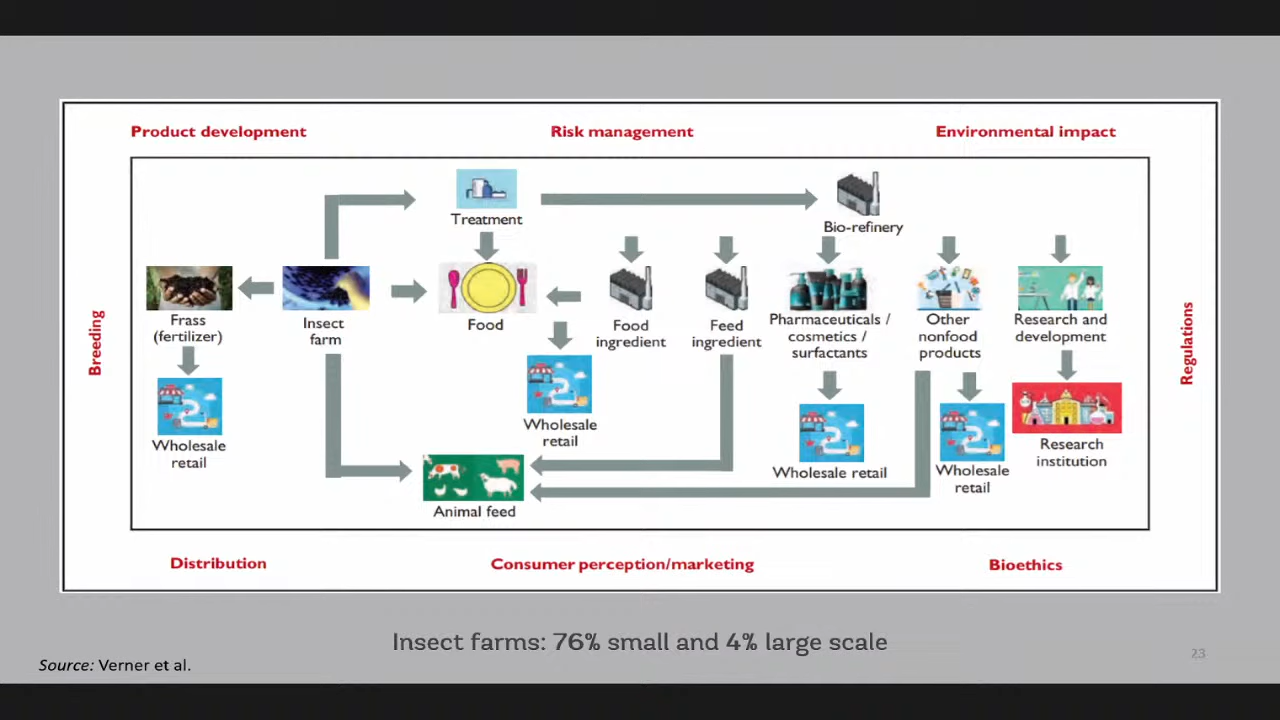 Product development
Risk management
Environmental impact
Treatment
Bio-refinery
Breeding
Frass
(fertilizer)
Insect
farm
Food
Food
ingredient
Feed
ingredient
Pharmaceuticals /
cosmetics /
surfactants
Other
nonfood
products
Research and
development
Regulations
Wholesale
retail
Wholesale
retail
Wholesale retail
Wholesale
retail
Research
institution
Animal feed
Distribution
Consumer perception/marketing
Bioethics
Insect farms: 76% small and 4% large scale
Source: Verner et al.
23